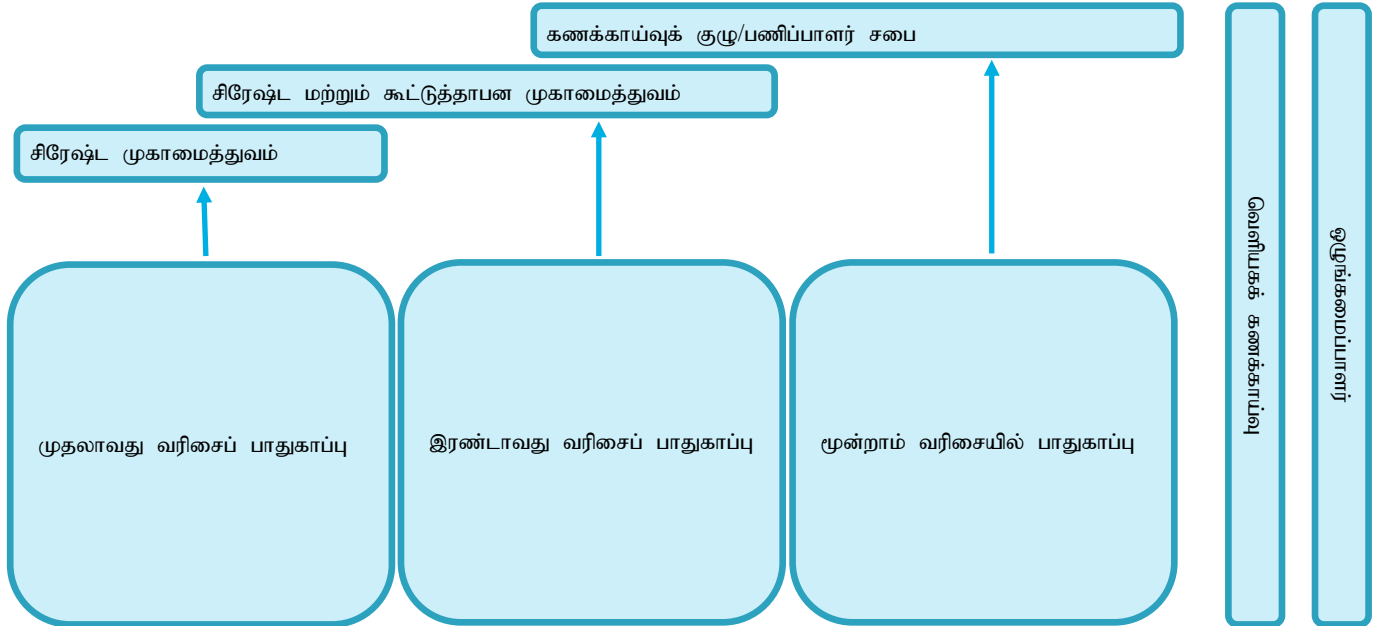 கணக்காய்வுக் குழு/பணிப்பாளர் சபை
சிரேஷ்ட மற்றும் கூட்டுத்தாபன முகாமைத்துவம்
சிரேஷ்ட முகாமைத்துவம்
முதலாவது வரிசைப் பாதுகாப்பு
இரண்டாவது வரிசைப் பாதுகாப்பு
மூன்றாம் வரிசையில் பாதுகாப்பு
வெளியகக் கணக்காய்வு
ஒழுங்கமைப்பாளர்